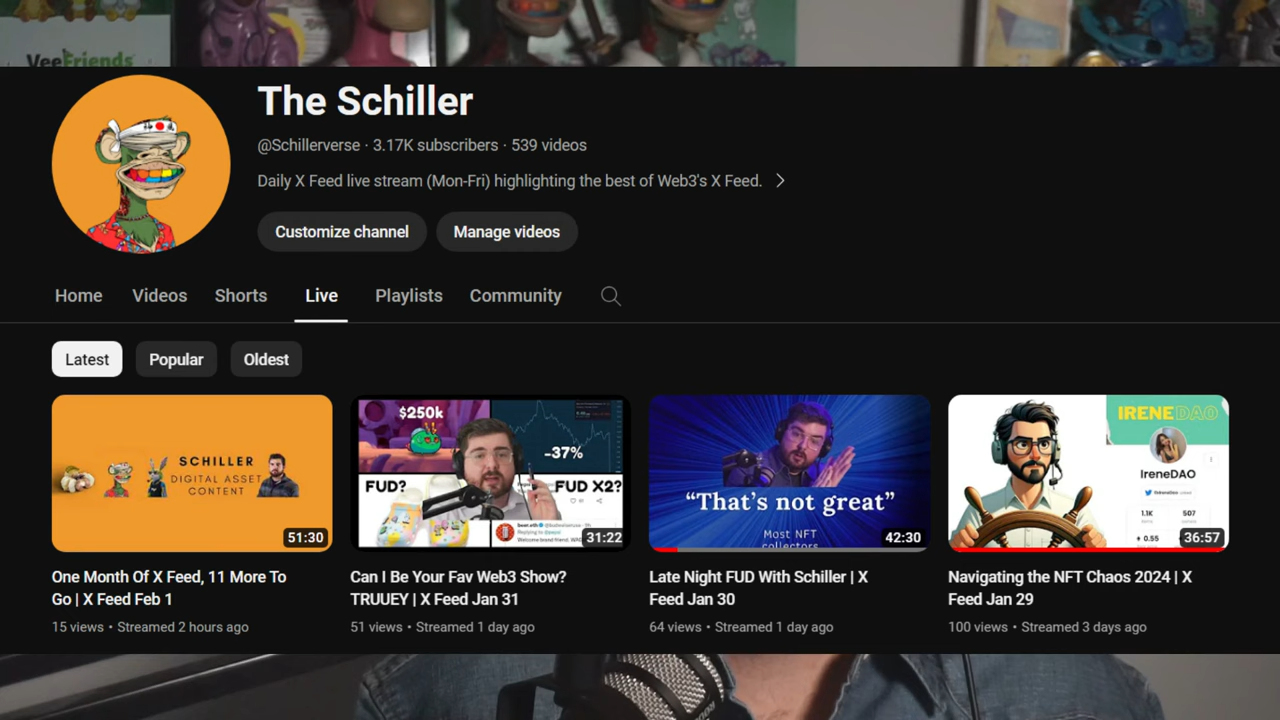 VeeFriends
The Schiller
@Schillerverse · 3.17K subscribers · 539 videos
Daily X Feed live stream (Mon-Fri) highlighting the best of Web3's X Feed.
Customize channel
Manage videos
Home
Videos
Shorts
Live
Playlists
Community
Latest
Popular
Oldest
SCHILLER
DIGITAL ASSET
CONTENT
51:30
$250k
-37%
FUD?
FUD X2?
31:22
"That's not great"
Most NFT
collectors
42:30
IRENEDAO
IreneDAO
1.1K
507
0.55
36:57
One Month Of X Feed, 11 More To
Go | X Feed Feb 1
15 views • Streamed 2 hours ago
Can I Be Your Fav Web3 Show?
TRUUEY | X Feed Jan 31
51 views • Streamed 1 day ago
Late Night FUD With Schiller | X
Feed Jan 30
64 views • Streamed 1 day ago
Navigating the NFT Chaos 2024 | X
Feed Jan 29
100 views • Streamed 3 days ago